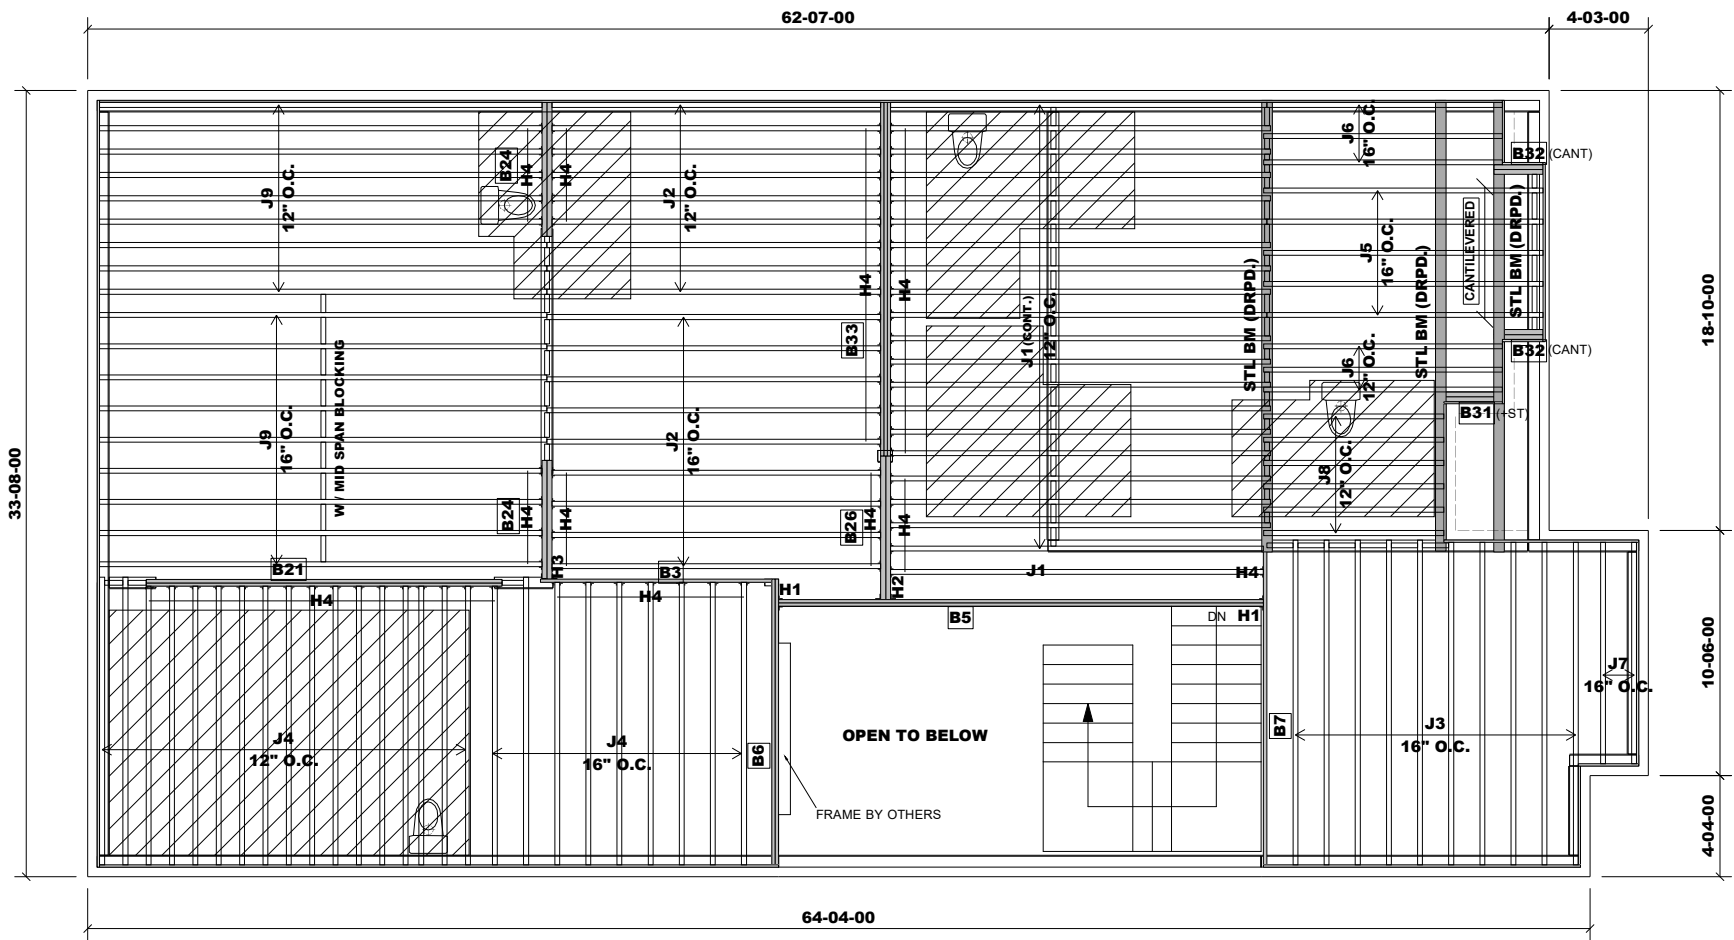 62-07-00
4-03-00
33-08-00
J9
12" O.C.
B24
H4
H4
J2
12" O.C.
J6
16" O.C.
B32 (CANT)
J5
16" O.C.
CANTILEVERED
STL BM (DRPD.)
STL BM (DRPD.)
STL BM (DRPD.)
H4
H4
J1 (CONT.)
12" O.C.
18-10-00
B33
B32 (CANT)
J6
12" O.C.
J9
16" O.C.
W/ MID SPAN BLOCKING
J2
16" O.C.
B31 (+ST)
J8
12" O.C.
B24
H4
H4
B26
H4
H4
B21
H3
B3
J1
H4
H4
H4
H1
H2
B5
DN
H1
10-06-00
J7
16" O.C.
J4
12" O.C.
J4
16" O.C.
B6
OPEN TO BELOW
B7
J3
16" O.C.
FRAME BY OTHERS
4-04-00
64-04-00